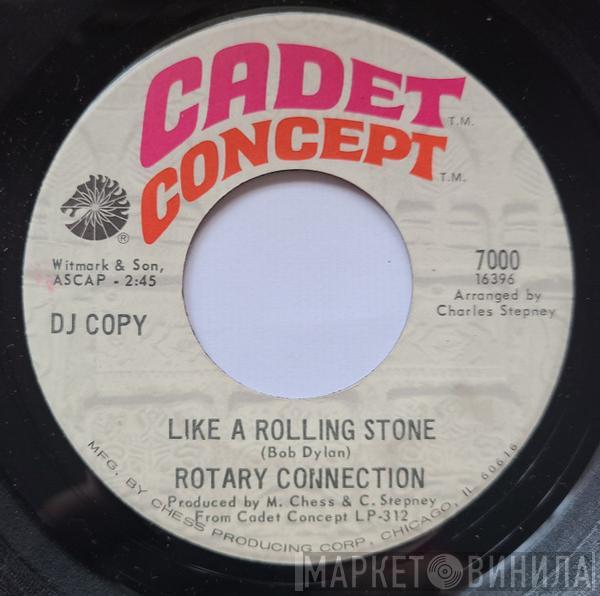 CADET
T.M.
CONCEPT
T.M.
®
Witmark & Son,
ASCAP - 2:45
DJ COPY
7000
16396
Arranged by
Charles Stepney
LIKE A ROLLING STONE
(Bob Dylan)
ROTARY CONNECTION
Produced by M. Chess & C. Stepney
From Cadet Concept LP-312
MFG. BY CHESS PRODUCING CORP., CHICAGO, IL 60616
МАРКЕТ ВИНИЛА